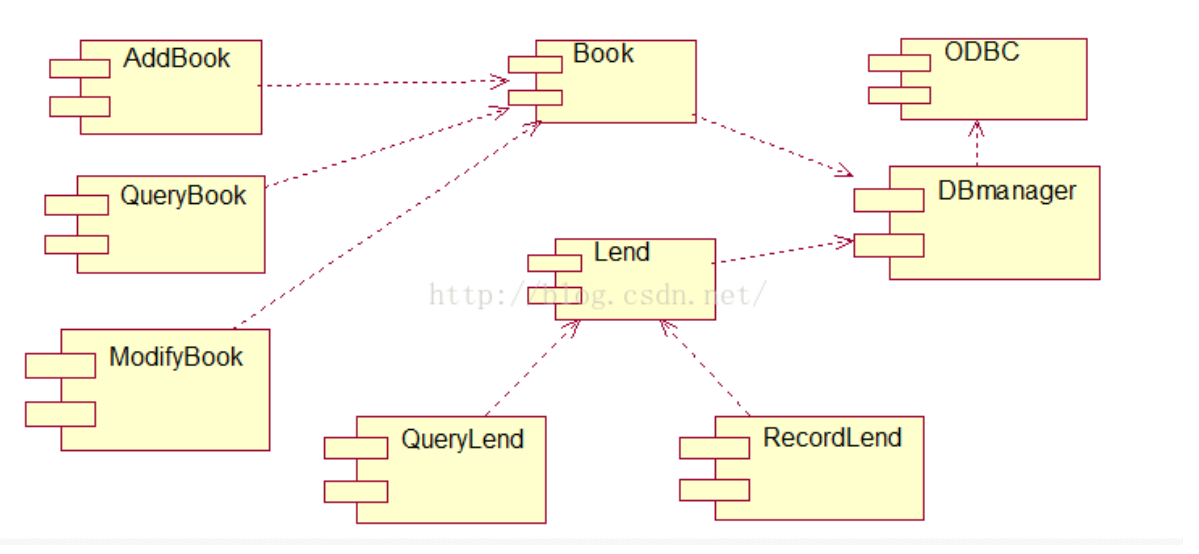 AddBook
Book
ODBC
QueryBook
DBmanager
Lend
http://blog.csdn.net/
ModifyBook
QueryLend
RecordLend